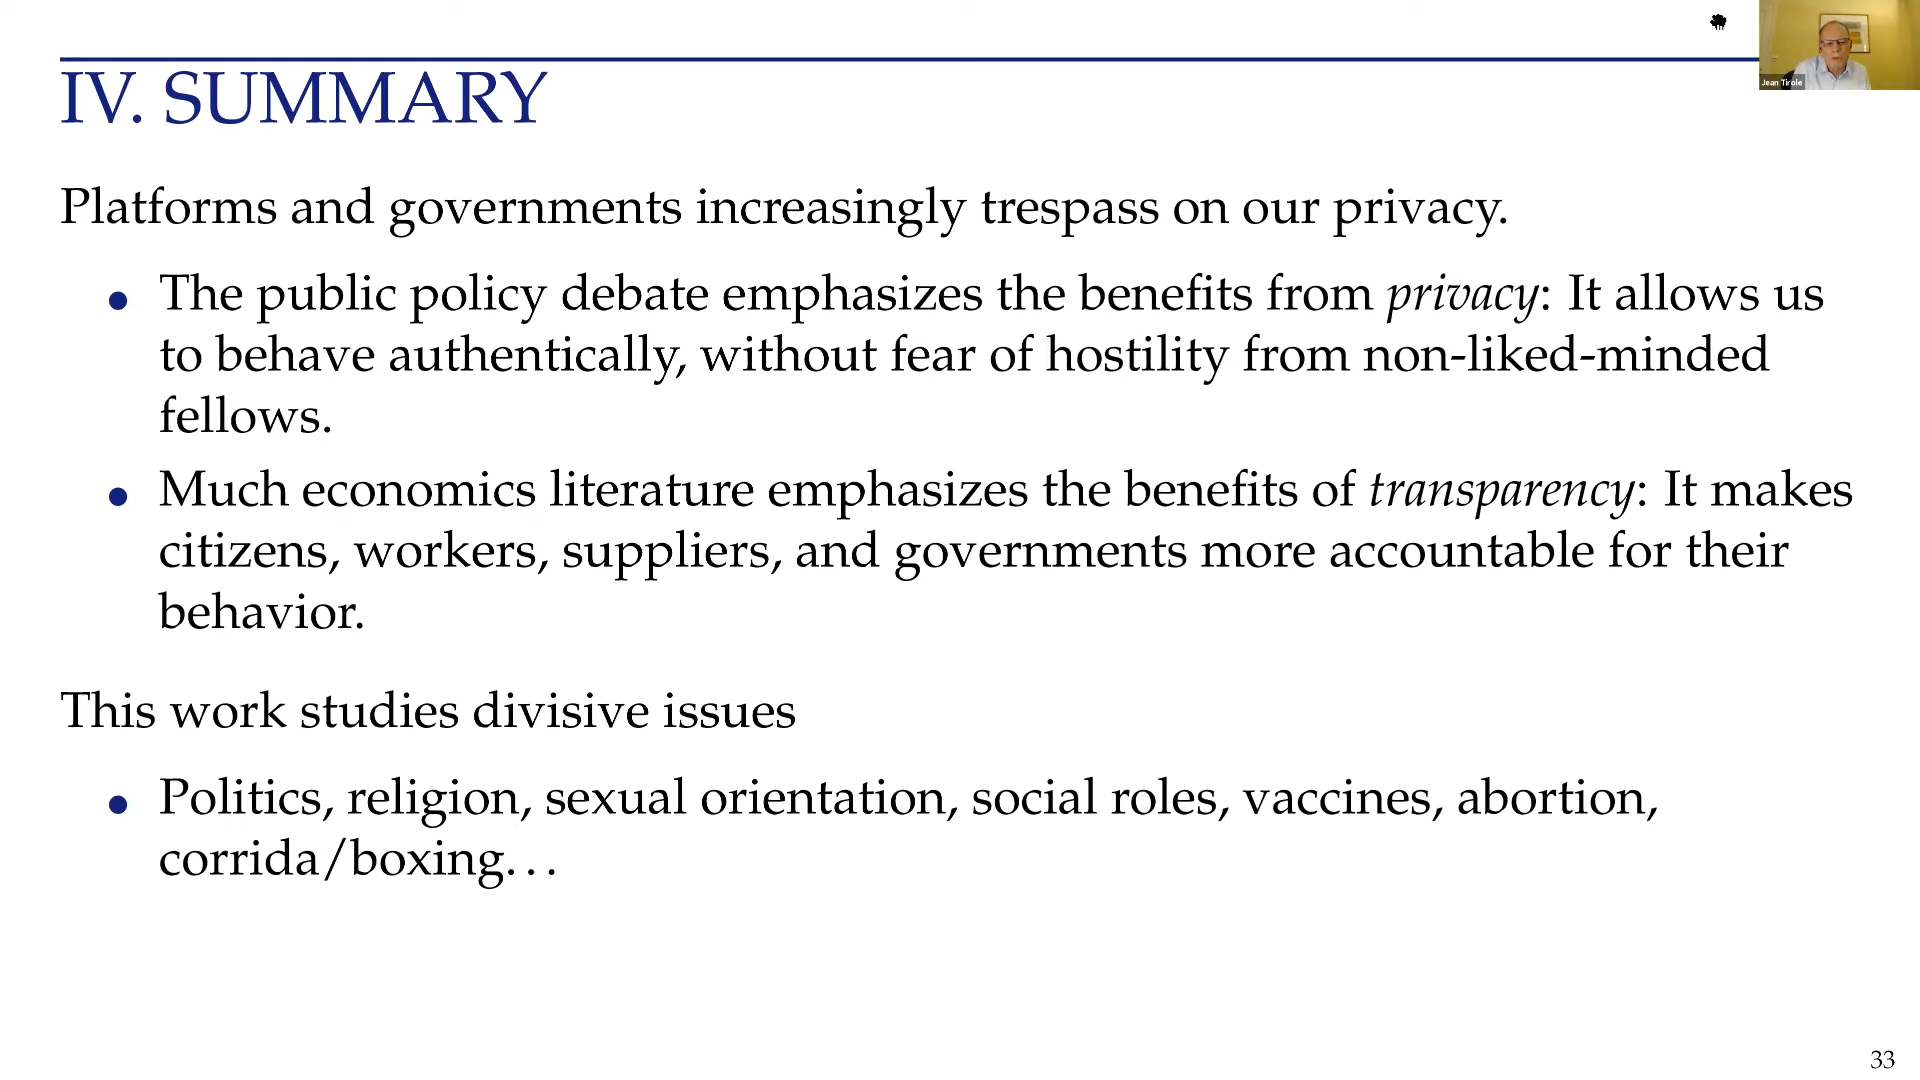 IV. SUMMARY
Jean Tirole
Platforms and governments increasingly trespass on our privacy.
• The public policy debate emphasizes the benefits from privacy: It allows us
to behave authentically, without fear of hostility from non-liked-minded
fellows.
• Much economics literature emphasizes the benefits of transparency: It makes
citizens, workers, suppliers, and governments more accountable for their
behavior.
This work studies divisive issues
• Politics, religion, sexual orientation, social roles, vaccines, abortion,
corrida/boxing. . .
33